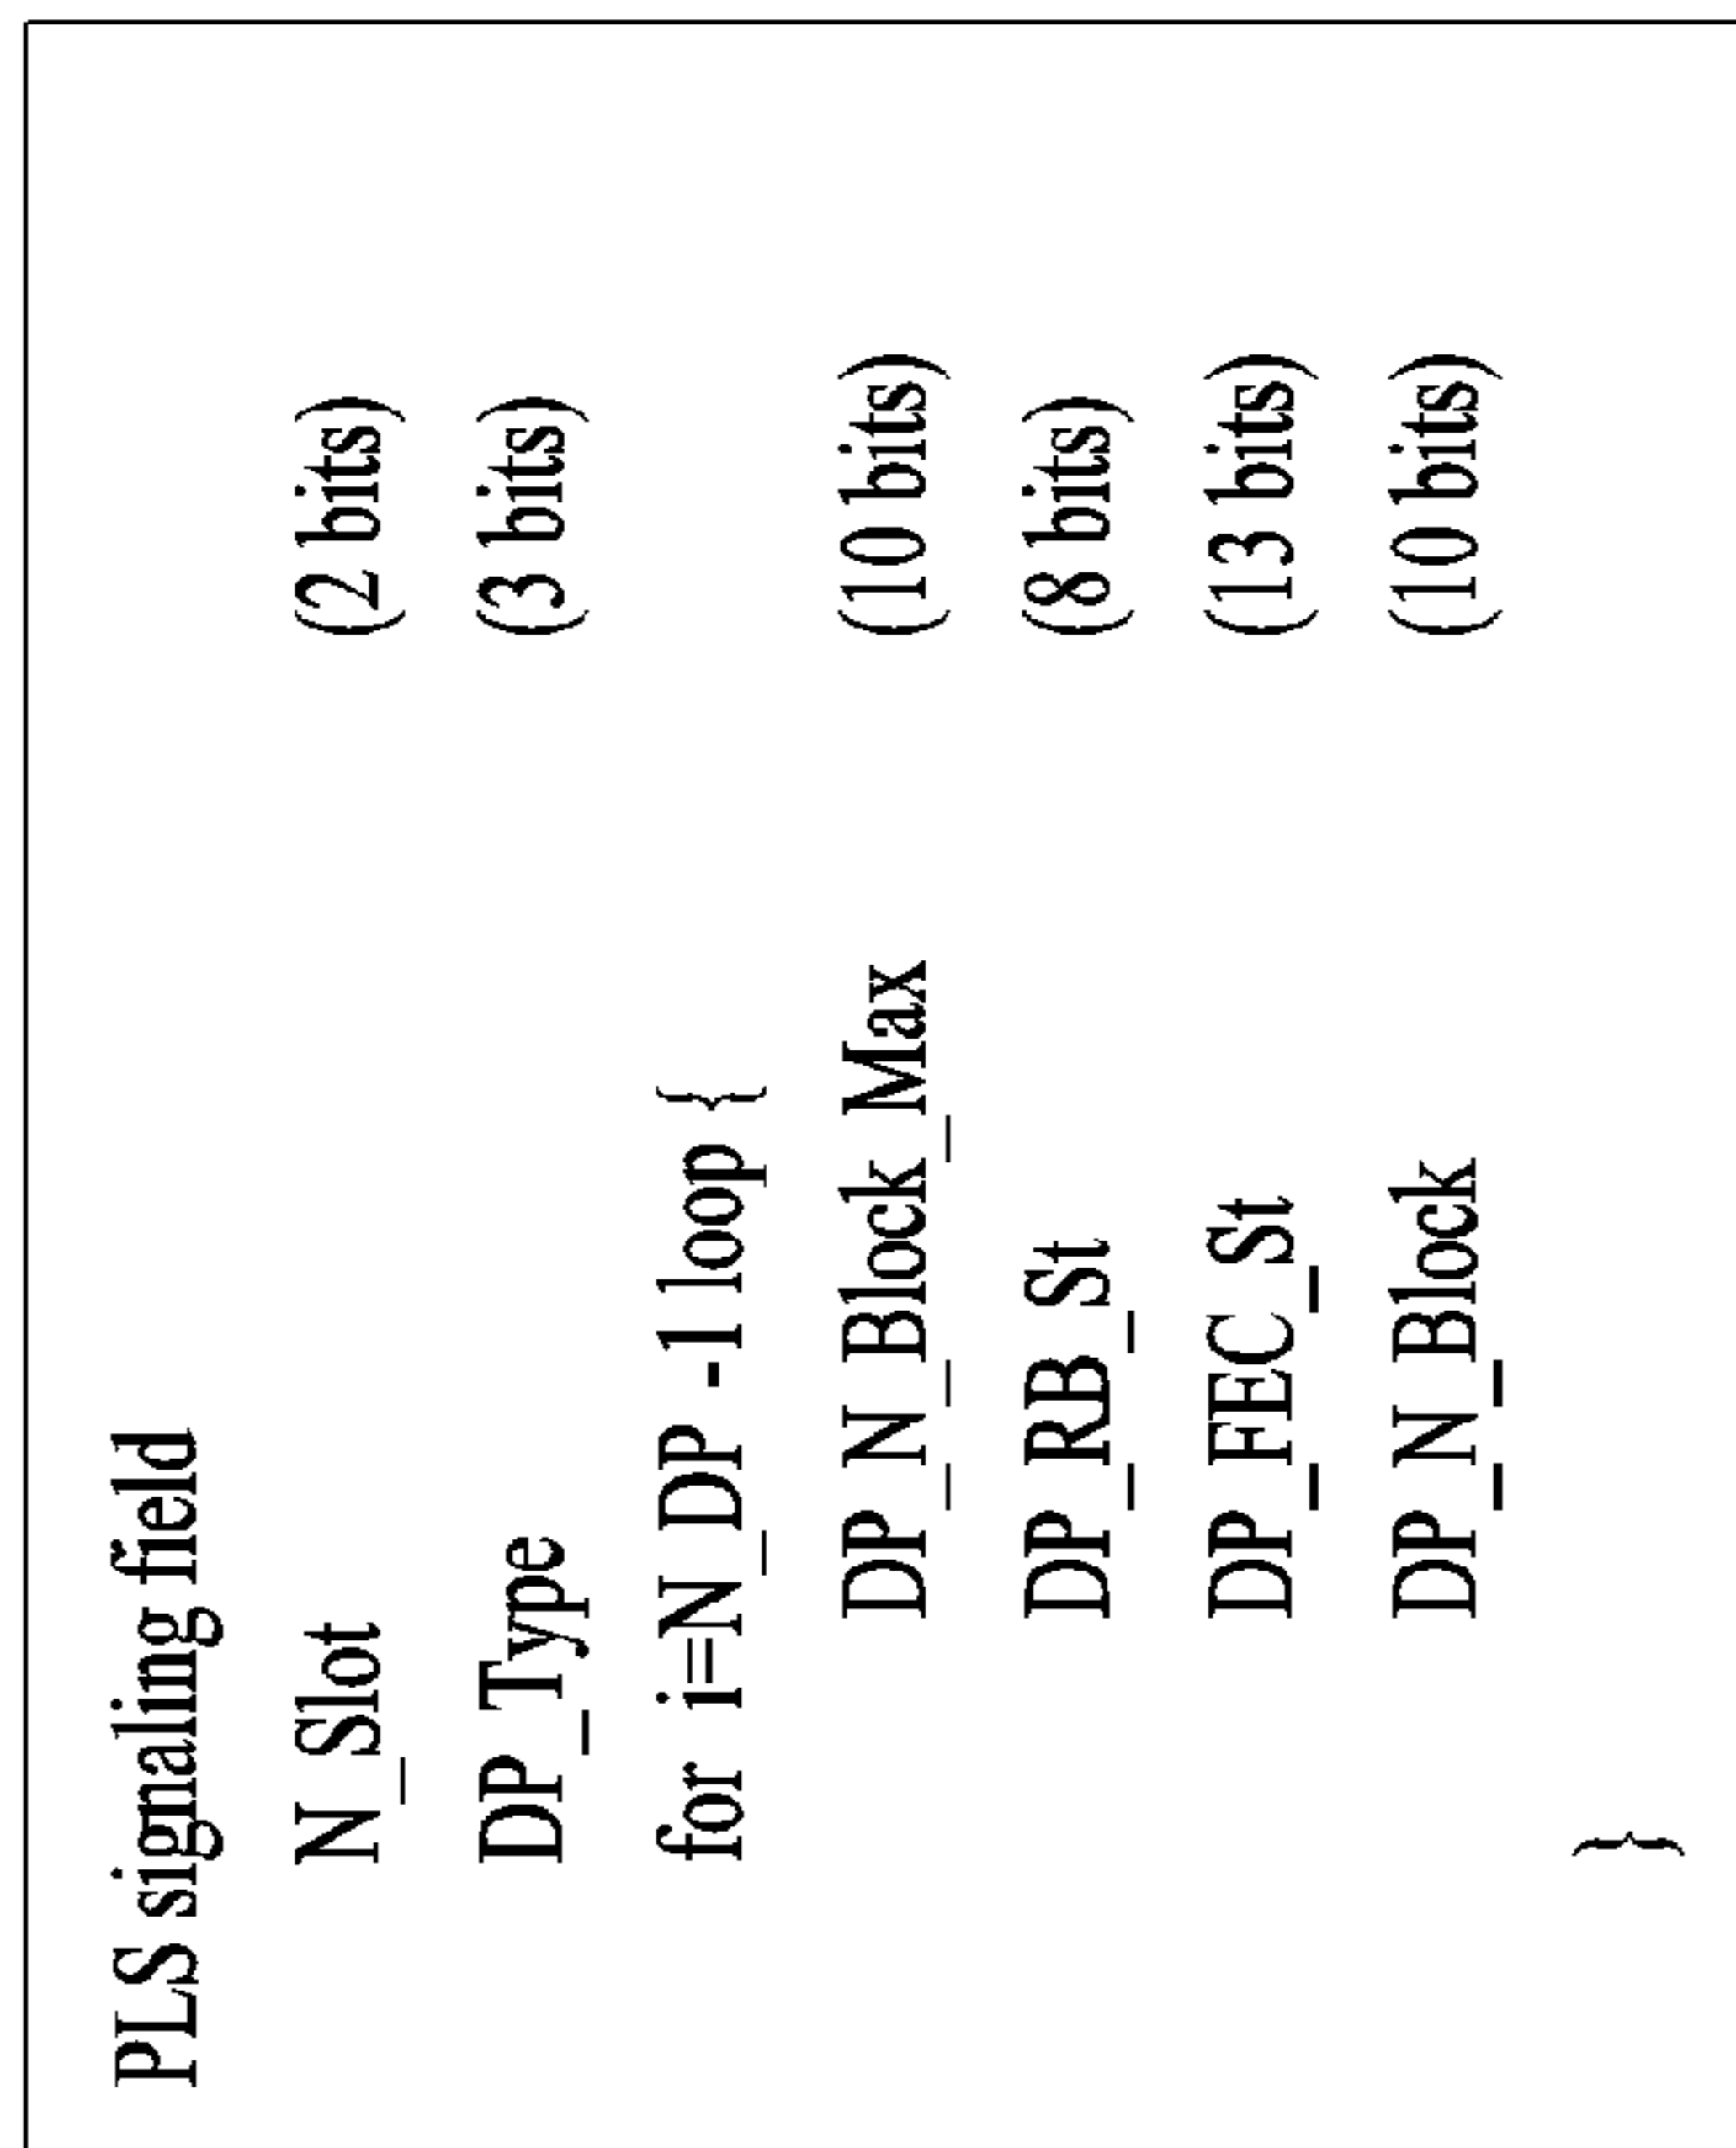 PLS signaling field
N_Slot (2 bits)
DP_Type (3 bits)
for i=N_DP -1 loop {
DP_N_Block_Max (10 bits)
DP_RB_St (8 bits)
DP_FEC_St (13 bits)
DP_N_Block (10 bits)
}